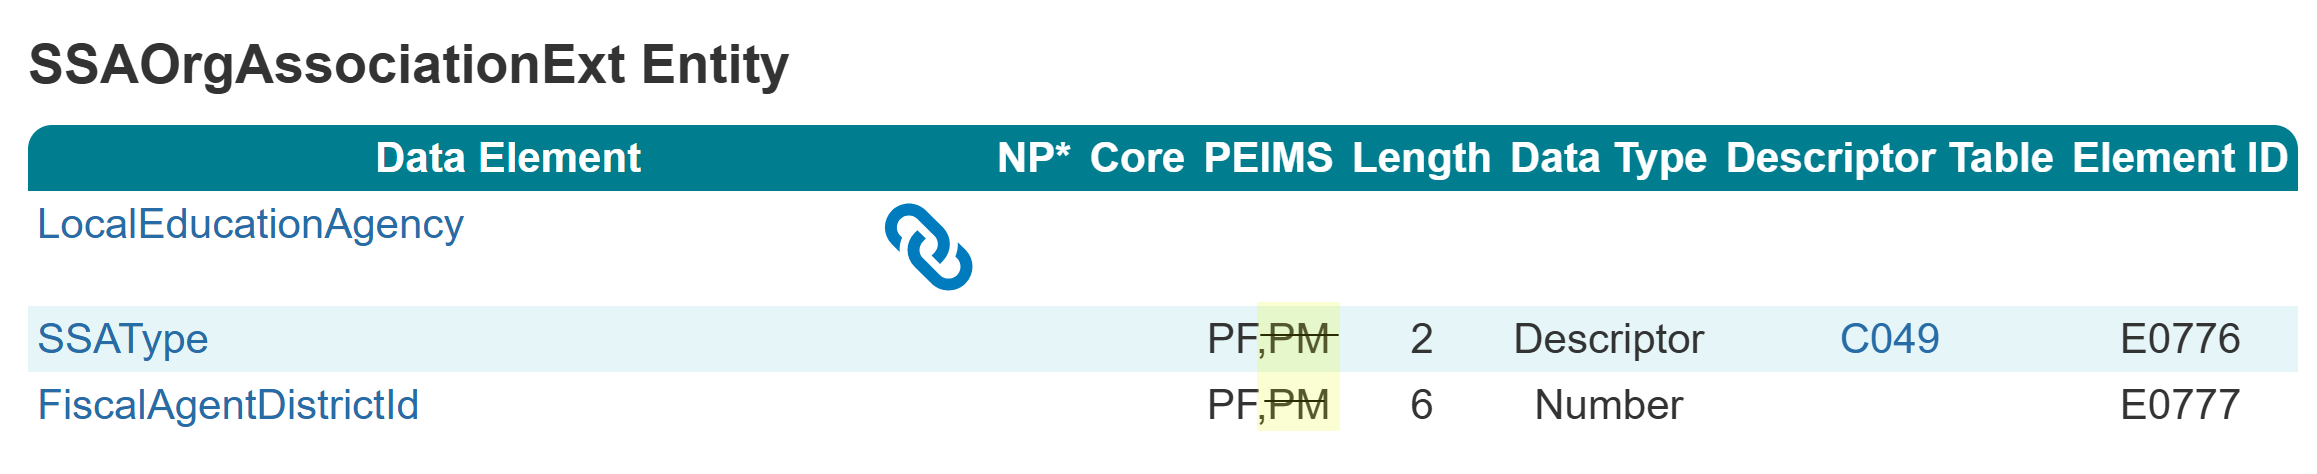 SSAOrgAssociationExt Entity
Data Element NP* Core PEIMS Length Data Type Descriptor Table Element ID
LocalEducationAgency
SSAType PF,PM 2 Descriptor C049 E0776
FiscalAgentDistrictId PF,PM 6 Number E0777